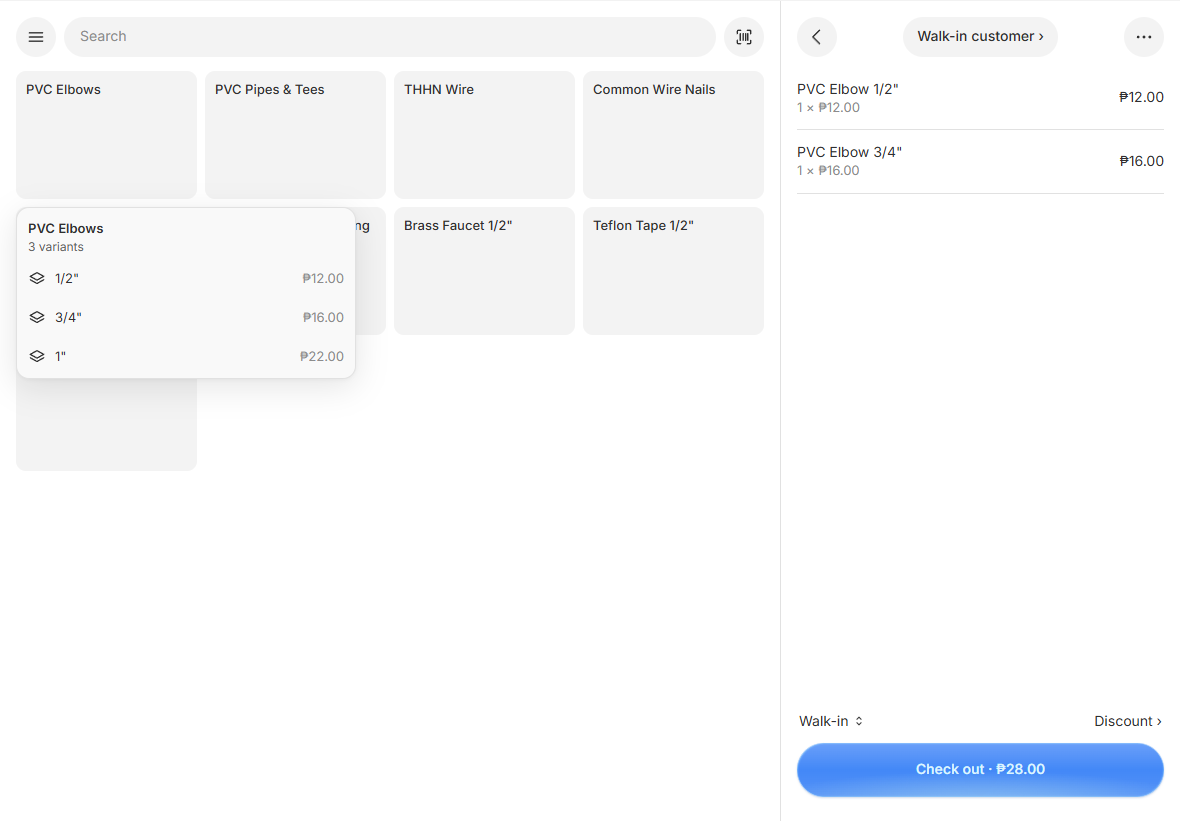 Search
PVC Elbows
PVC Pipes & Tees
THHN Wire
Common Wire Nails
PVC Elbows
3 variants
1/2" ₱12.00
3/4" ₱16.00
1" ₱22.00
Brass Faucet 1/2"
Teflon Tape 1/2"
Walk-in customer ›
PVC Elbow 1/2"
1 × ₱12.00
₱12.00
PVC Elbow 3/4"
1 × ₱16.00
₱16.00
Walk-in
Discount ›
Check out · ₱28.00